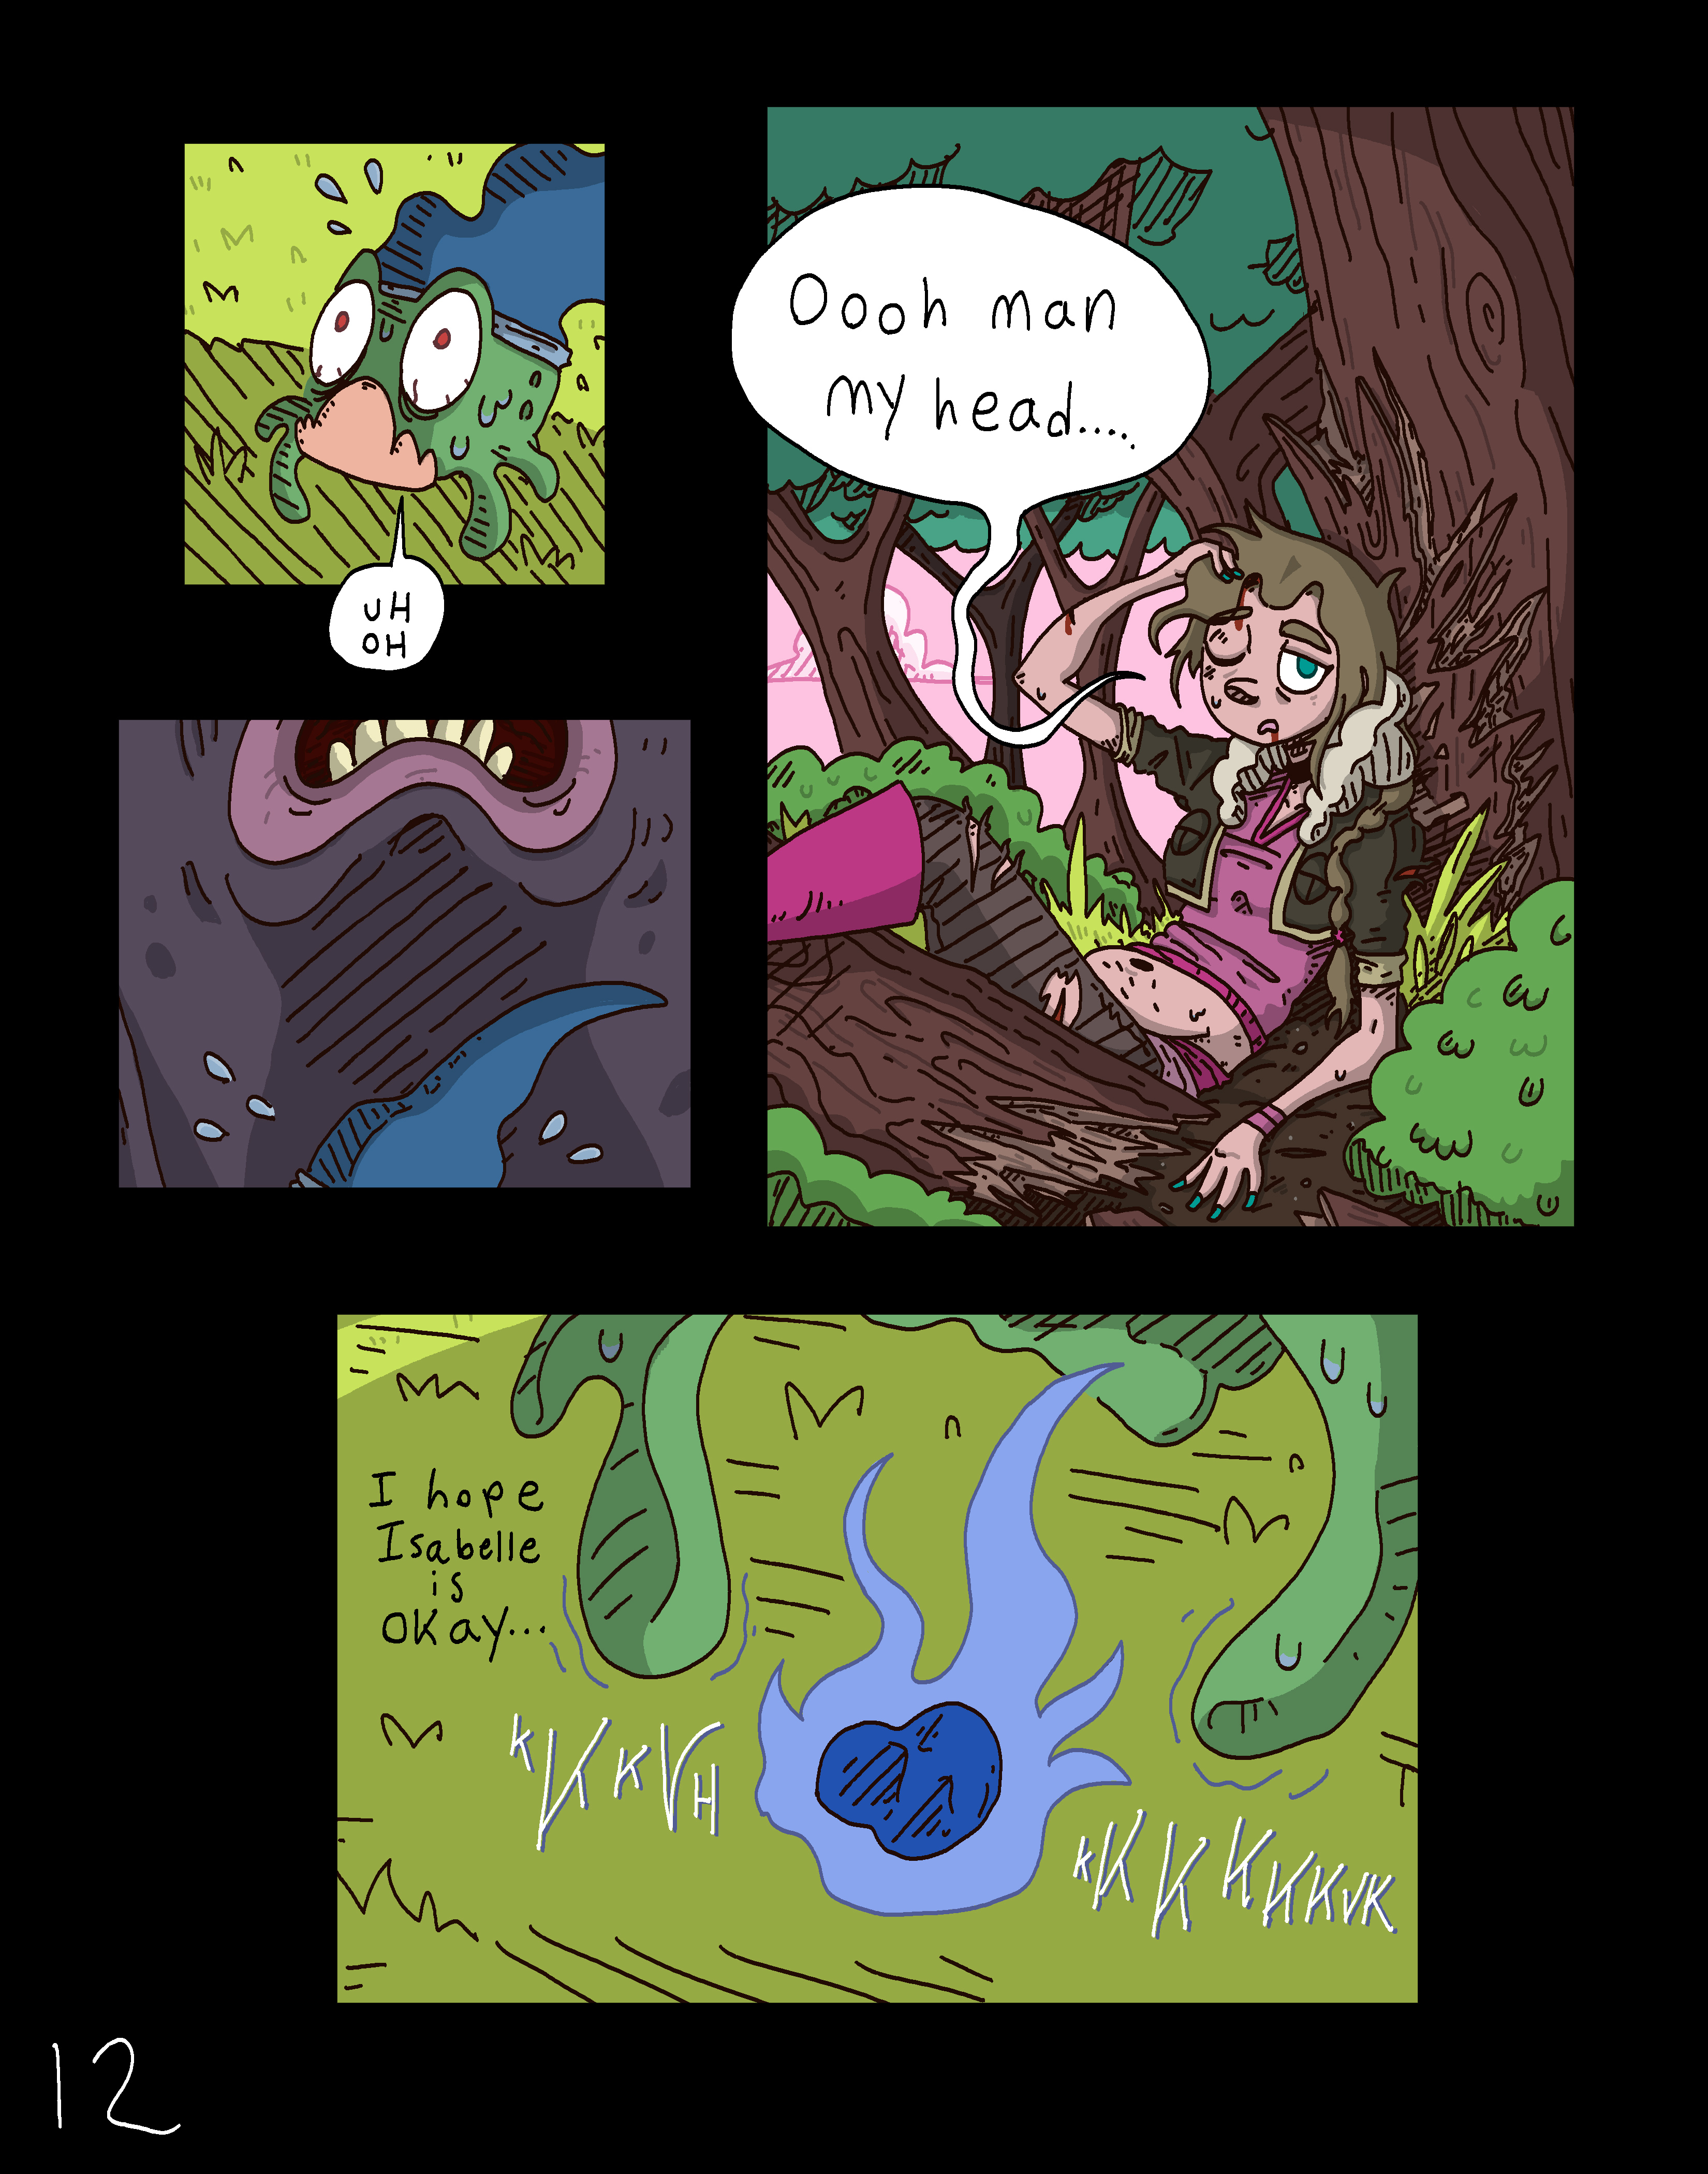 UH
OH
Oooh man
my head.....
I hope
Isabelle
is
okay...
KKKVH
KKKKKKVK
12